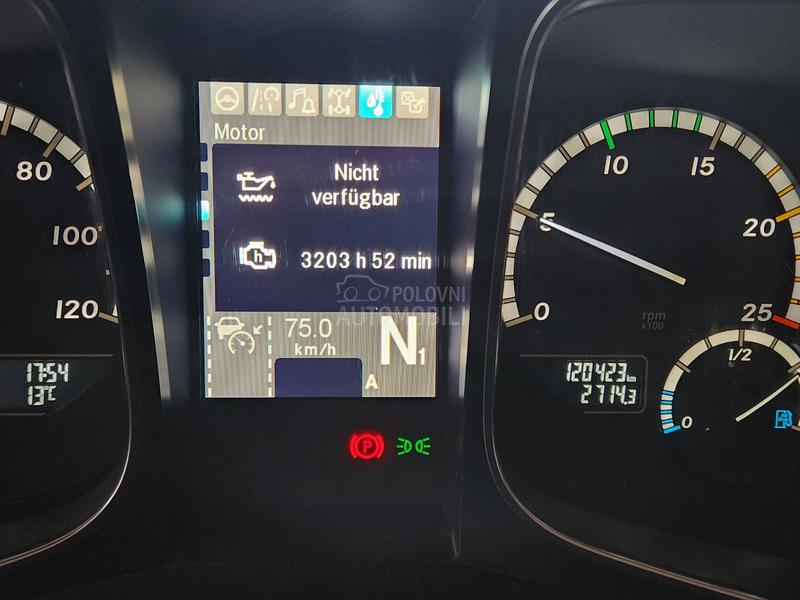 Motor
Nicht
verfügbar
h
3203 h 52 min
75.0
km/h
N1
A
80
100
120
17:54
13°C
0
5
10
15
20
25
rpm
x100
120423 km
2714.3
0
1/2
P
POLOVNI
AUTOMOBILI